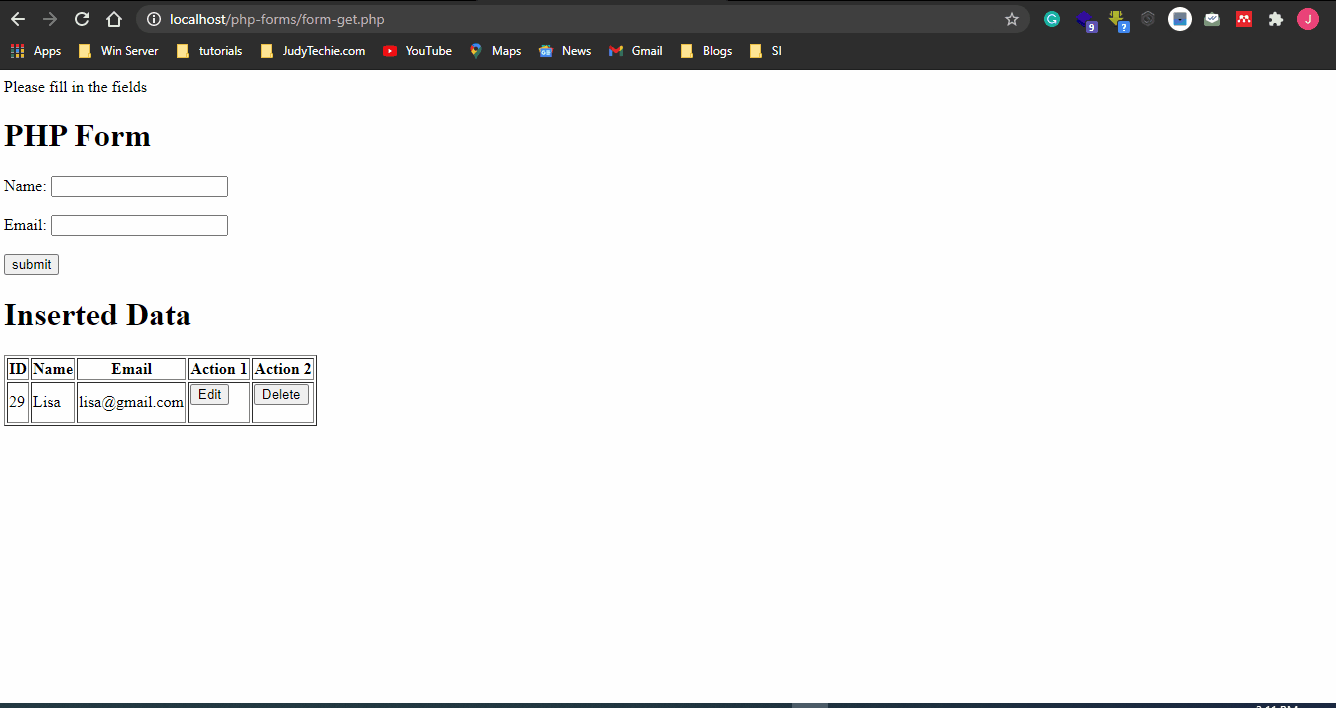 localhost/php-forms/form-get.php
9
?
J
Apps Win Server tutorials JudyTechie.com YouTube Maps News Gmail Blogs SI
Please fill in the fields
PHP Form
Name:
Email:
submit
Inserted Data
ID Name Email Action 1 Action 2
29 Lisa lisa@gmail.com Edit Delete